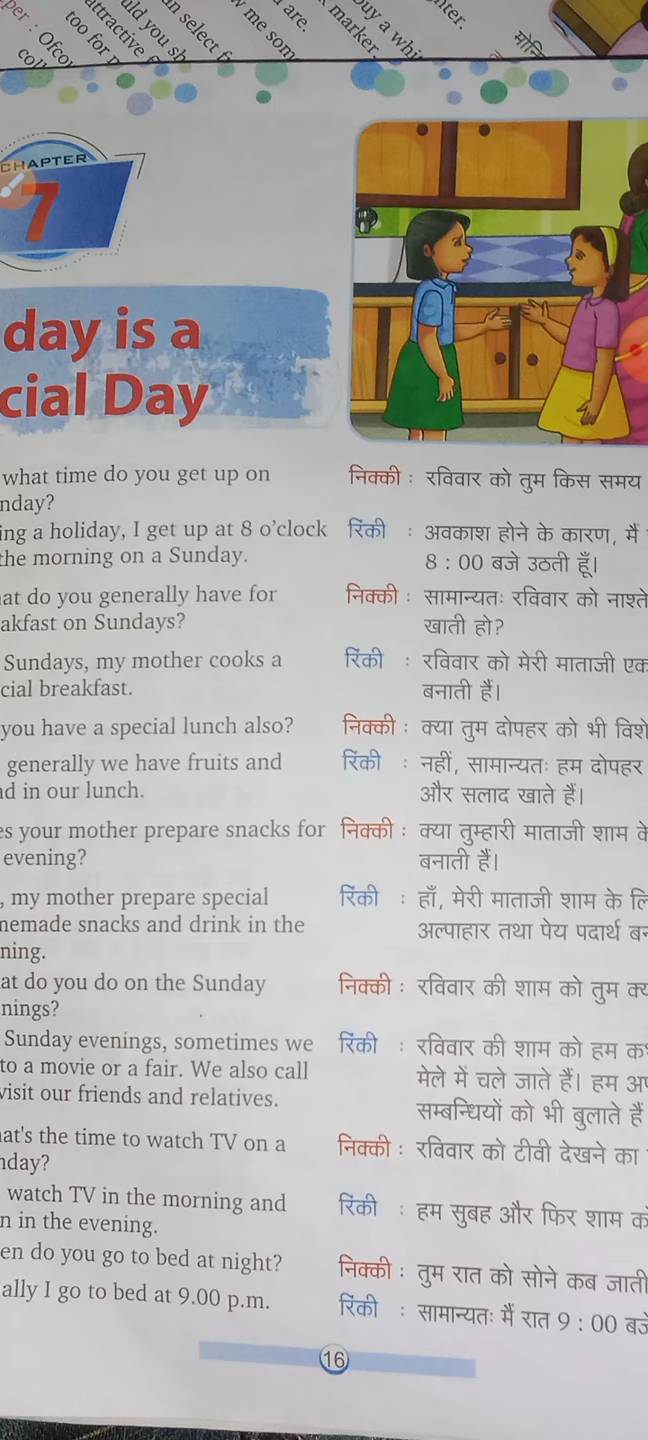 select
are.
marker.
CHAPTER
7
day is a
cial Day
what time do you get up on
nday?
ing a holiday, I get up at 8 o'clock
the morning on a Sunday.
at do you generally have for
akfast on Sundays?
Sundays, my mother cooks a
cial breakfast.
you have a special lunch also?
generally we have fruits and
ad in our lunch.
es your mother prepare snacks for
evening?
, my mother prepare special
memade snacks and drink in the
ning.
at do you do on the Sunday
nings?
Sunday evenings, sometimes we
to a movie or a fair. We also call
visit our friends and relatives.
at's the time to watch TV on a
nday?
watch TV in the morning and
n in the evening.
en do you go to bed at night?
ally I go to bed at 9.00 p.m.
निक्की : रविवार को तुम किस समय
रिंकी : अवकाश होने के कारण, मैं
8 : 00 बजे उठती हूँ।
निक्की : सामान्यतः रविवार को नाश्ते
खाती हो?
रिंकी : रविवार को मेरी माताजी एक
बनाती हैं।
निक्की : क्या तुम दोपहर को भी विशे
रिंकी : नहीं, सामान्यतः हम दोपहर
और सलाद खाते हैं।
निक्की : क्या तुम्हारी माताजी शाम के
बनाती हैं।
रिंकी : हाँ, मेरी माताजी शाम के लि
अल्पाहार तथा पेय पदार्थ बन
निक्की : रविवार की शाम को तुम क्य
रिंकी : रविवार की शाम को हम कभ
मेले में चले जाते हैं। हम अप
सम्बन्धियों को भी बुलाते हैं
निक्की : रविवार को टीवी देखने का
रिंकी : हम सुबह और फिर शाम को
निक्की : तुम रात को सोने कब जाती
रिंकी : सामान्यतः मैं रात 9 : 00 बजे
16